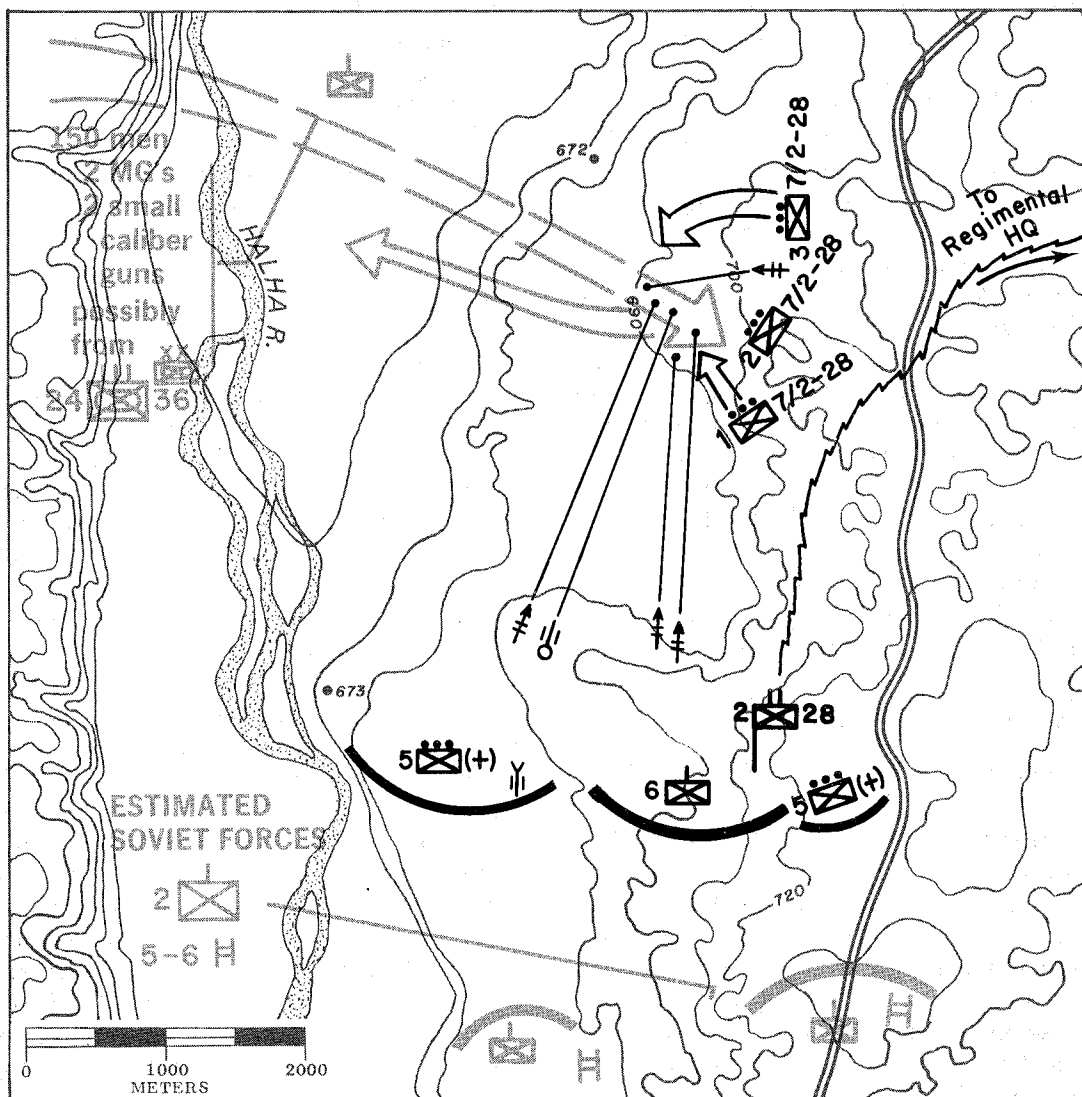 150 men
2 MG's
2 small
caliber
guns
possibly
from
XX
24 36
HALHA R.
672
690
700
3 7/2-28
2 7/2-28
1 7/2-28
To
Regimental
HQ
673
5 (+)
6
2 28
5 (+)
720
ESTIMATED
SOVIET FORCES
2
5-6 H
H
H
0 1000 2000
METERS